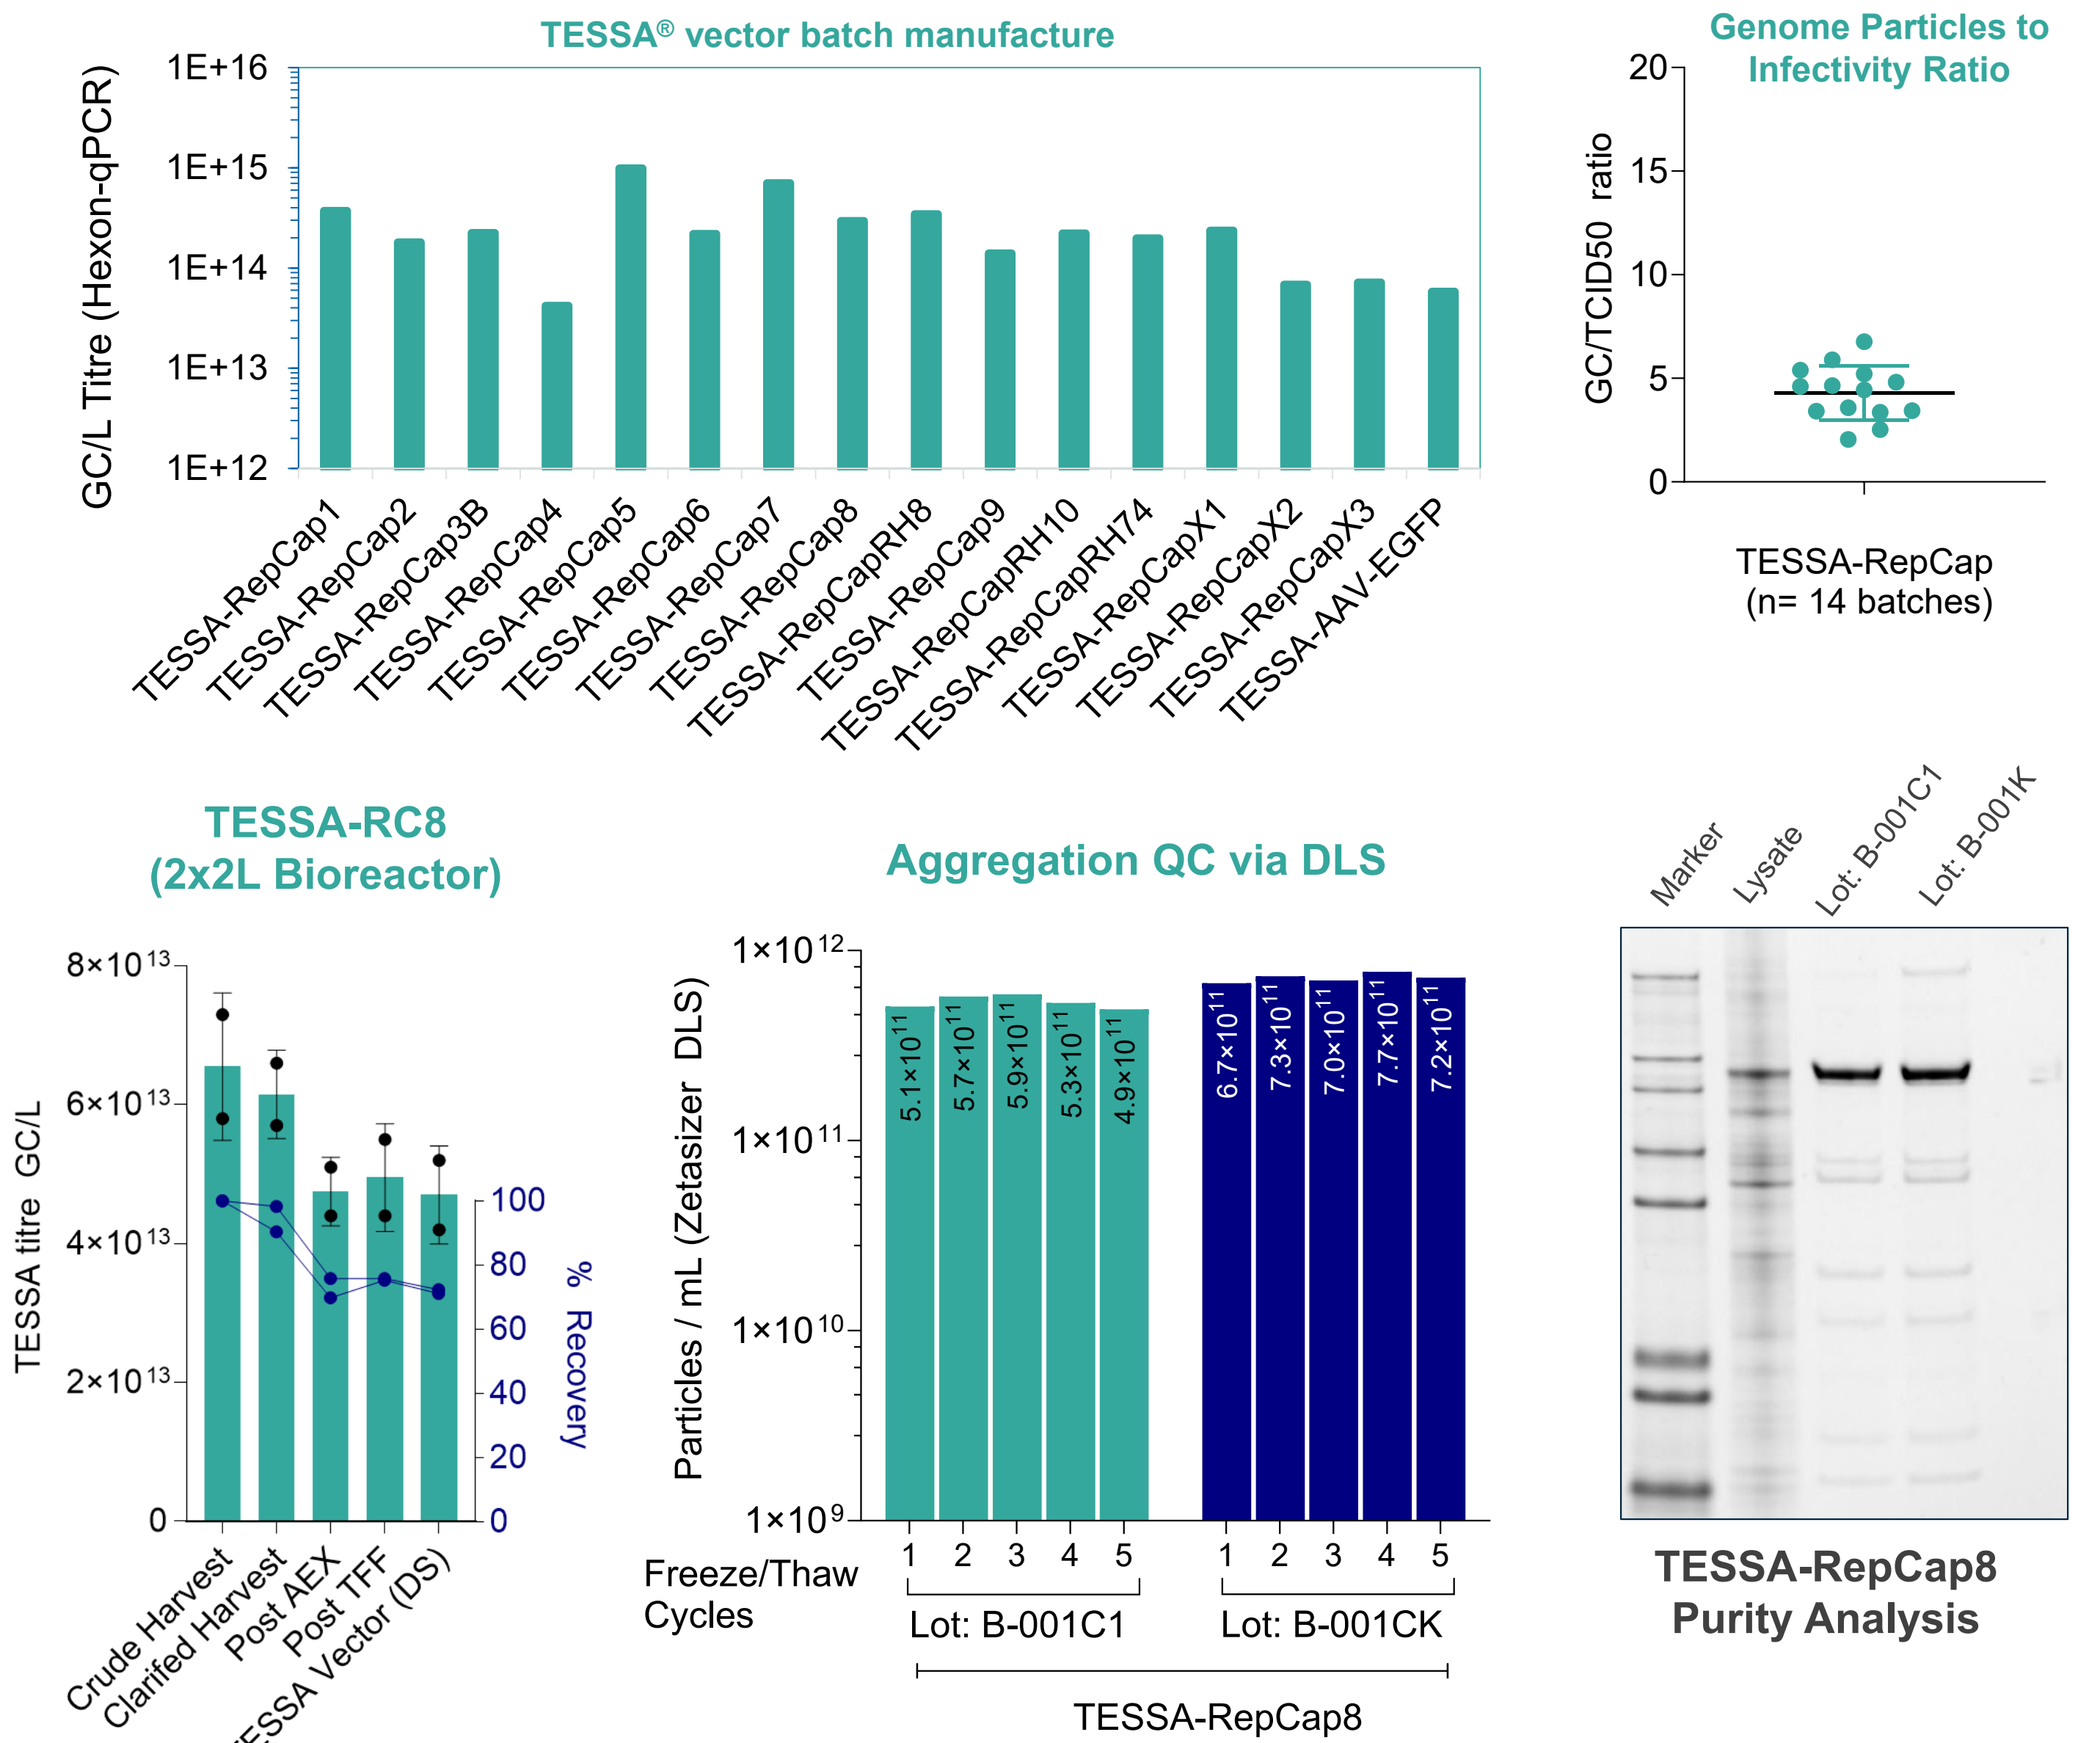 TESSA® vector batch manufacture
GC/L Titre (Hexon-qPCR)
1E+16
1E+15
1E+14
1E+13
1E+12
TESSA-RepCap1
TESSA-RepCap2
TESSA-RepCap3B
TESSA-RepCap4
TESSA-RepCap5
TESSA-RepCap6
TESSA-RepCap7
TESSA-RepCap8
TESSA-RepCapRH8
TESSA-RepCap9
TESSA-RepCapRH10
TESSA-RepCapRH74
TESSA-RepCapX1
TESSA-RepCapX2
TESSA-RepCapX3
TESSA-AAV-EGFP
Genome Particles to
Infectivity Ratio
GC/TCID50 ratio
20
15
10
5
0
TESSA-RepCap
(n= 14 batches)
TESSA-RC8
(2x2L Bioreactor)
TESSA titre GC/L
8×10¹³
6×10¹³
4×10¹³
2×10¹³
0
100
80
60
40
20
0
% Recovery
Crude Harvest
Clarifed Harvest
Post AEX
Post TFF
TESSA Vector (DS)
Aggregation QC via DLS
Particles / mL (Zetasizer DLS)
1×10¹²
1×10¹¹
1×10¹⁰
1×10⁹
5.1×10¹¹
5.7×10¹¹
5.9×10¹¹
5.3×10¹¹
4.9×10¹¹
6.7×10¹¹
7.3×10¹¹
7.0×10¹¹
7.7×10¹¹
7.2×10¹¹
1 2 3 4 5 1 2 3 4 5
Freeze/Thaw
Cycles
Lot: B-001C1
Lot: B-001CK
TESSA-RepCap8
Marker
Lysate
Lot: B-001C1
Lot: B-001K
TESSA-RepCap8
Purity Analysis